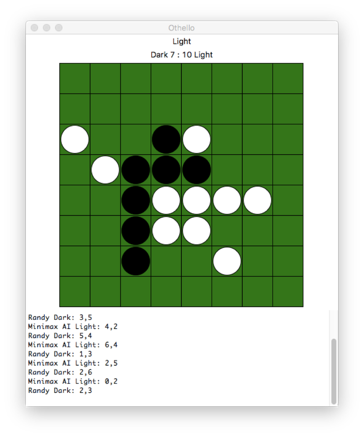 Othello
Light
Dark 7 : 10 Light
Randy Dark: 3,5
Minimax AI Light: 4,2
Randy Dark: 5,4
Minimax AI Light: 6,4
Randy Dark: 1,3
Minimax AI Light: 2,5
Randy Dark: 2,6
Minimax AI Light: 0,2
Randy Dark: 2,3